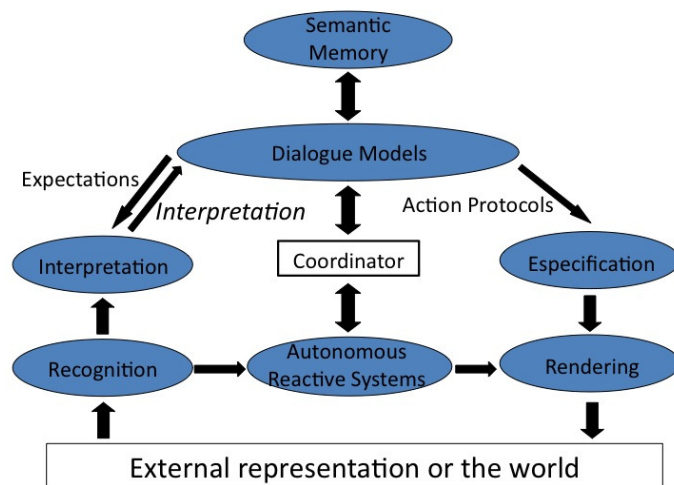 Semantic
Memory
Dialogue Models
Expectations
Interpretation
Action Protocols
Interpretation
Coordinator
Especification
Recognition
Autonomous
Reactive Systems
Rendering
External representation or the world